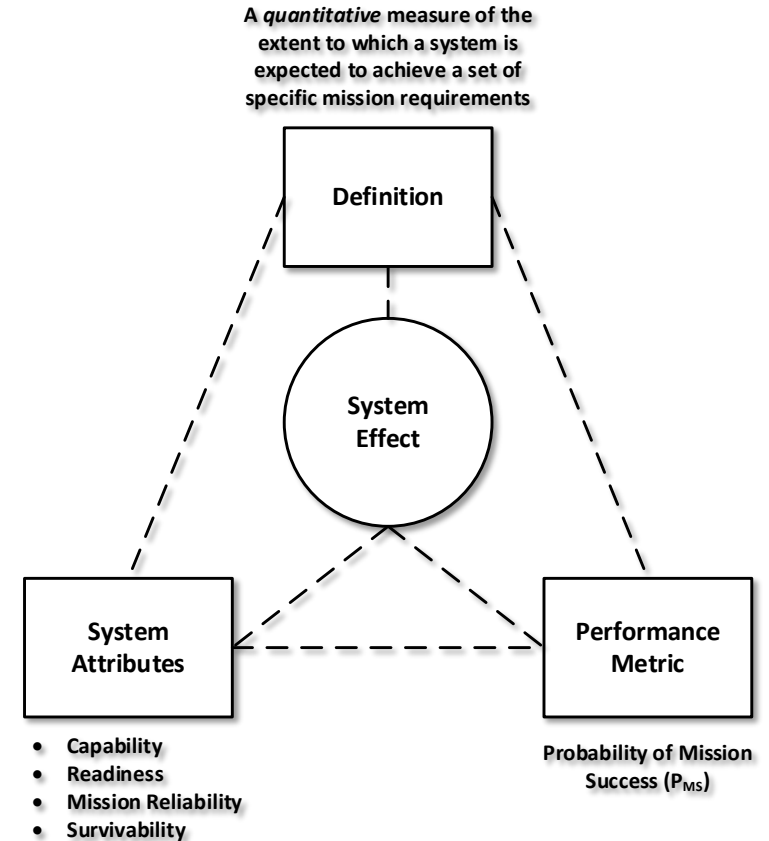 A quantitative measure of the
extent to which a system is
expected to achieve a set of
specific mission requirements
Definition
System
Effect
System
Attributes
Performance
Metric
• Capability
• Readiness
• Mission Reliability
• Survivability
Probability of Mission
Success (PMS)